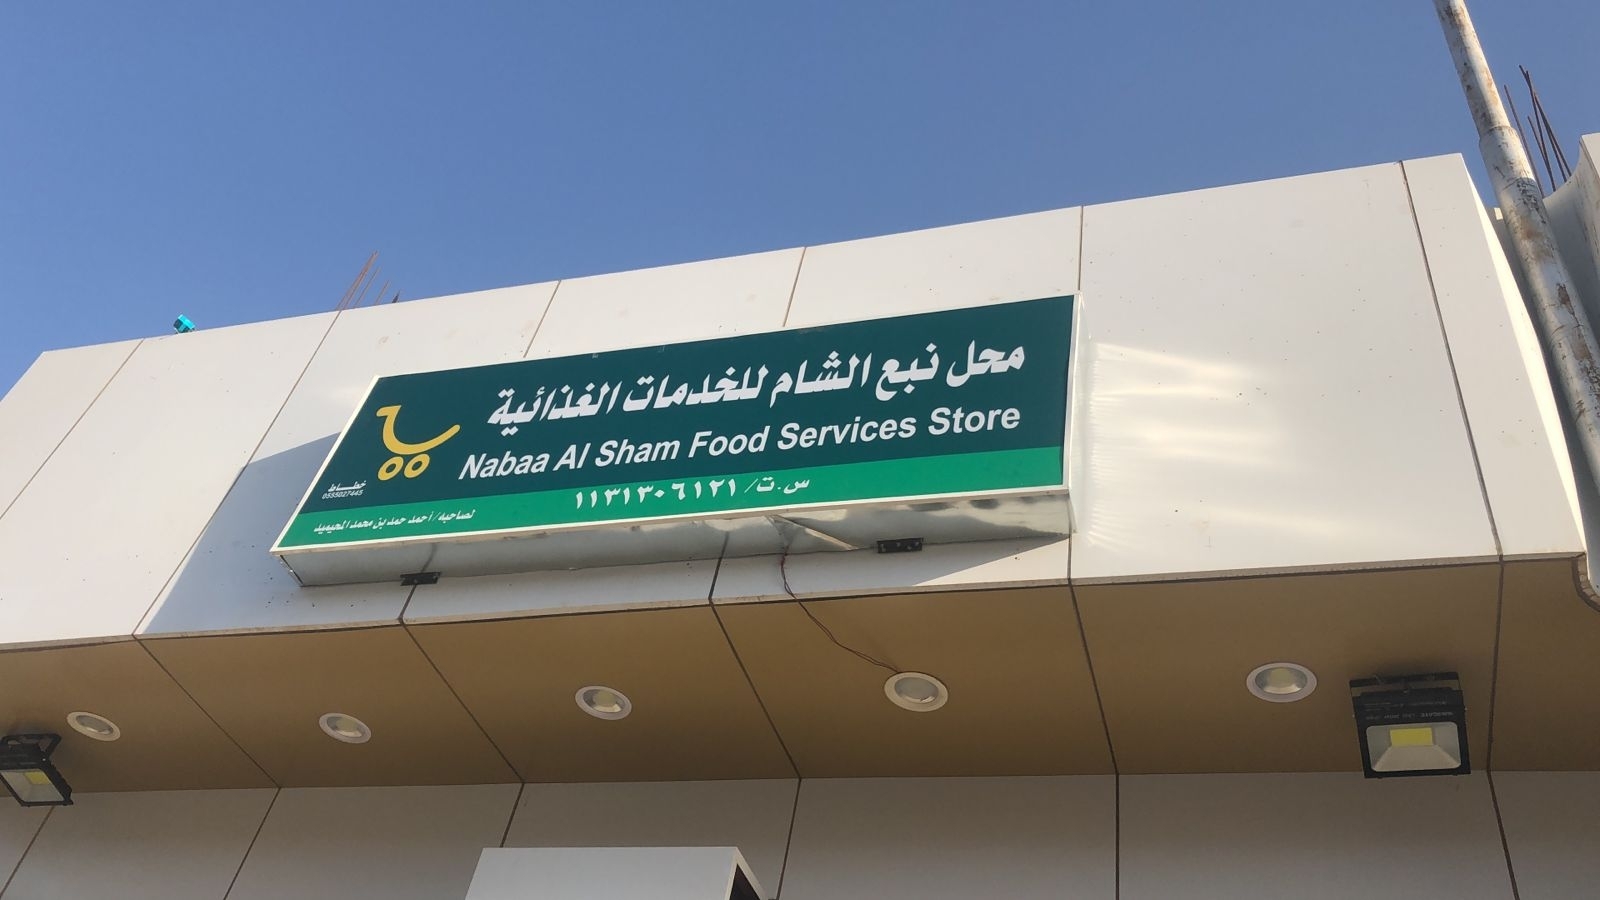 محل نبع الشام للخدمات الغذائية
Nabaa Al Sham Food Services Store
س.ت/ ١١٣١٣٠٦١٢١
خطاط
0555027445
لصاحبه/أحمد حمد بن محمد المحيميد